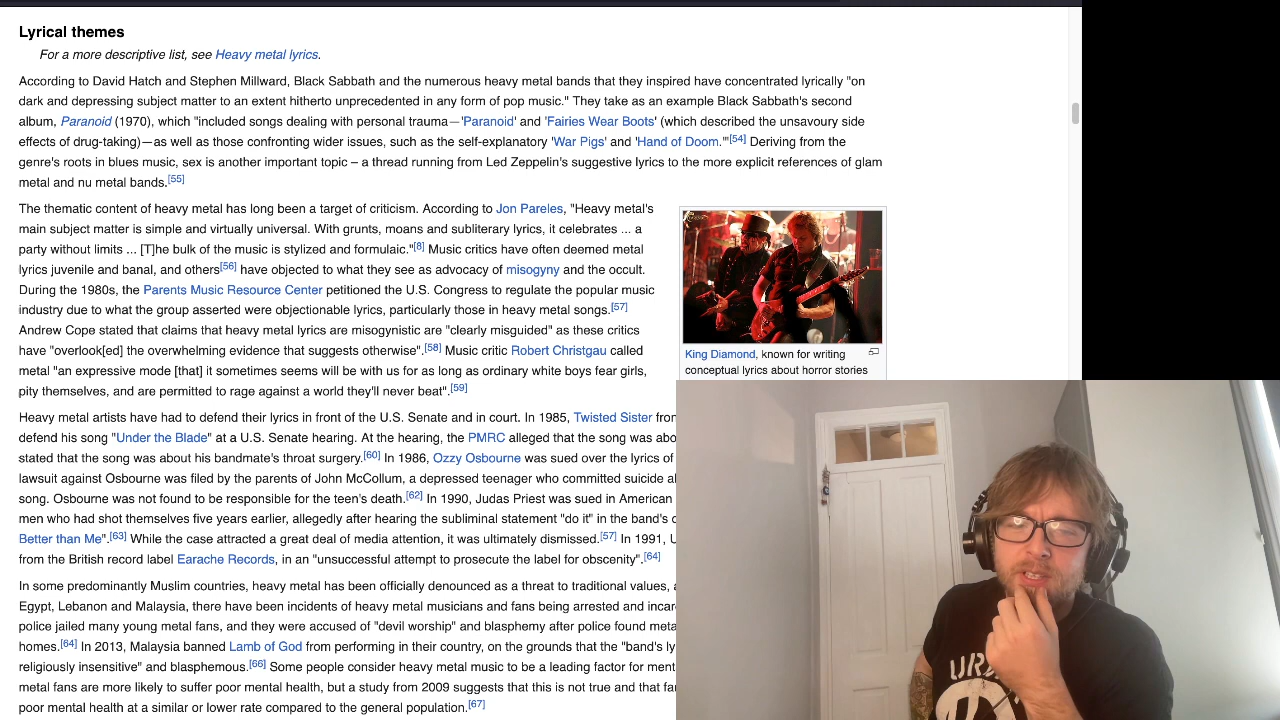 Lyrical themes
For a more descriptive list, see Heavy metal lyrics.
According to David Hatch and Stephen Millward, Black Sabbath and the numerous heavy metal bands that they inspired have concentrated lyrically "on
dark and depressing subject matter to an extent hitherto unprecedented in any form of pop music." They take as an example Black Sabbath's second
album, Paranoid (1970), which "included songs dealing with personal trauma—'Paranoid' and 'Fairies Wear Boots' (which described the unsavoury side
effects of drug-taking)—as well as those confronting wider issues, such as the self-explanatory 'War Pigs' and 'Hand of Doom.'"[54] Deriving from the
genre's roots in blues music, sex is another important topic – a thread running from Led Zeppelin's suggestive lyrics to the more explicit references of glam
metal and nu metal bands.[55]
The thematic content of heavy metal has long been a target of criticism. According to Jon Pareles, "Heavy metal's
main subject matter is simple and virtually universal. With grunts, moans and subliterary lyrics, it celebrates ... a
party without limits ... [T]he bulk of the music is stylized and formulaic."[8] Music critics have often deemed metal
lyrics juvenile and banal, and others[56] have objected to what they see as advocacy of misogyny and the occult.
During the 1980s, the Parents Music Resource Center petitioned the U.S. Congress to regulate the popular music
industry due to what the group asserted were objectionable lyrics, particularly those in heavy metal songs.[57]
Andrew Cope stated that claims that heavy metal lyrics are misogynistic are "clearly misguided" as these critics
have "overlook[ed] the overwhelming evidence that suggests otherwise".[58] Music critic Robert Christgau called
metal "an expressive mode [that] it sometimes seems will be with us for as long as ordinary white boys fear girls,
pity themselves, and are permitted to rage against a world they'll never beat".[59]
King Diamond, known for writing
conceptual lyrics about horror stories
Heavy metal artists have had to defend their lyrics in front of the U.S. Senate and in court. In 1985, Twisted Sister fron
defend his song "Under the Blade" at a U.S. Senate hearing. At the hearing, the PMRC alleged that the song was abo
stated that the song was about his bandmate's throat surgery.[60] In 1986, Ozzy Osbourne was sued over the lyrics of
lawsuit against Osbourne was filed by the parents of John McCollum, a depressed teenager who committed suicide al
song. Osbourne was not found to be responsible for the teen's death.[62] In 1990, Judas Priest was sued in American
men who had shot themselves five years earlier, allegedly after hearing the subliminal statement "do it" in the band's c
Better than Me".[63] While the case attracted a great deal of media attention, it was ultimately dismissed.[57] In 1991, U
from the British record label Earache Records, in an "unsuccessful attempt to prosecute the label for obscenity".[64]
In some predominantly Muslim countries, heavy metal has been officially denounced as a threat to traditional values, a
Egypt, Lebanon and Malaysia, there have been incidents of heavy metal musicians and fans being arrested and incar
police jailed many young metal fans, and they were accused of "devil worship" and blasphemy after police found meta
homes.[64] In 2013, Malaysia banned Lamb of God from performing in their country, on the grounds that the "band's ly
religiously insensitive" and blasphemous.[66] Some people consider heavy metal music to be a leading factor for ment
metal fans are more likely to suffer poor mental health, but a study from 2009 suggests that this is not true and that fa
poor mental health at a similar or lower rate compared to the general population.[67]